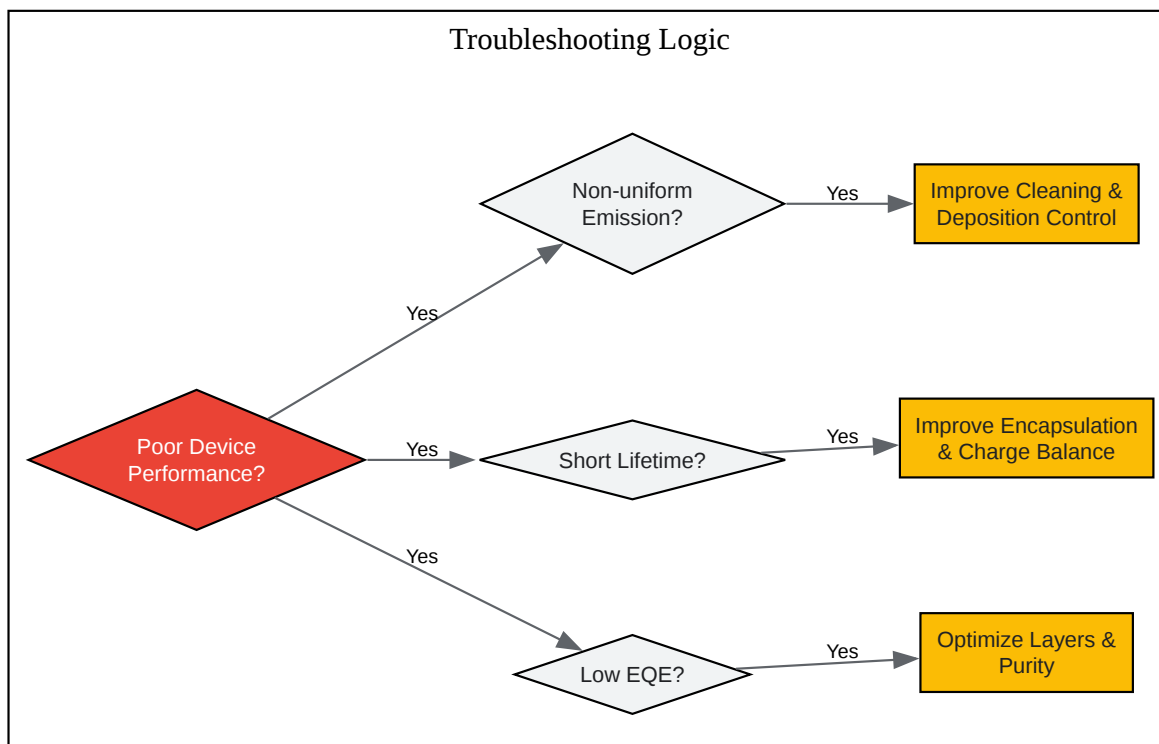 Troubleshooting Logic
Non-uniform
Emission?
Yes
Improve Cleaning &
Deposition Control
Yes
Poor Device
Performance?
Yes
Short Lifetime?
Yes
Improve Encapsulation
& Charge Balance
Yes
Low EQE?
Yes
Optimize Layers &
Purity